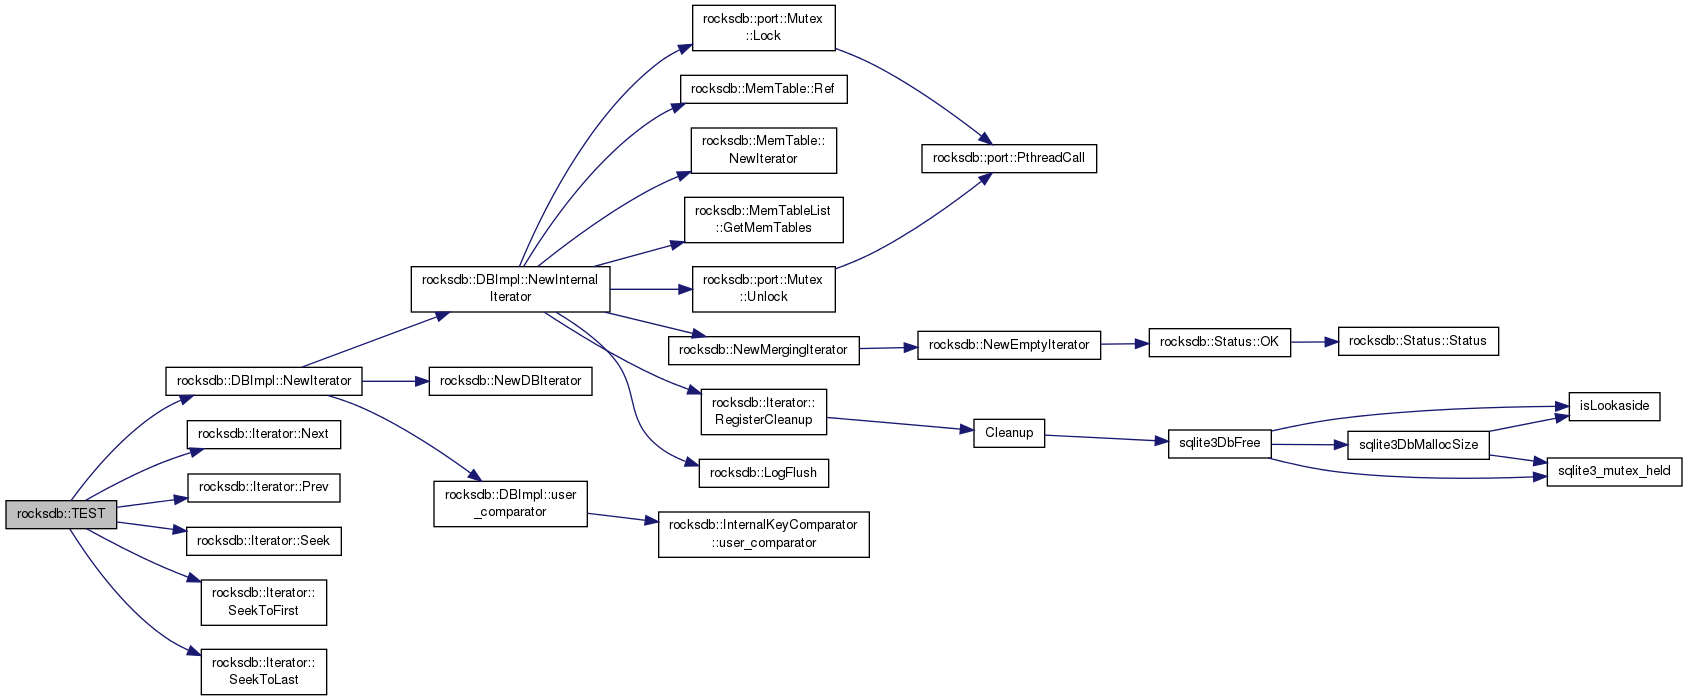 rocksdb::TEST
rocksdb::DBImpl::NewIterator
rocksdb::Iterator::Next
rocksdb::Iterator::Prev
rocksdb::Iterator::Seek
rocksdb::Iterator::
SeekToFirst
rocksdb::Iterator::
SeekToLast
rocksdb::DBImpl::NewInternal
Iterator
rocksdb::NewDBIterator
rocksdb::DBImpl::user
_comparator
rocksdb::port::Mutex
::Lock
rocksdb::MemTable::Ref
rocksdb::MemTable::
NewIterator
rocksdb::MemTableList
::GetMemTables
rocksdb::port::Mutex
::Unlock
rocksdb::NewMergingIterator
rocksdb::Iterator::
RegisterCleanup
rocksdb::LogFlush
rocksdb::InternalKeyComparator
::user_comparator
rocksdb::port::PthreadCall
rocksdb::NewEmptyIterator
rocksdb::Status::OK
rocksdb::Status::Status
Cleanup
sqlite3DbFree
sqlite3DbMallocSize
isLookaside
sqlite3_mutex_held